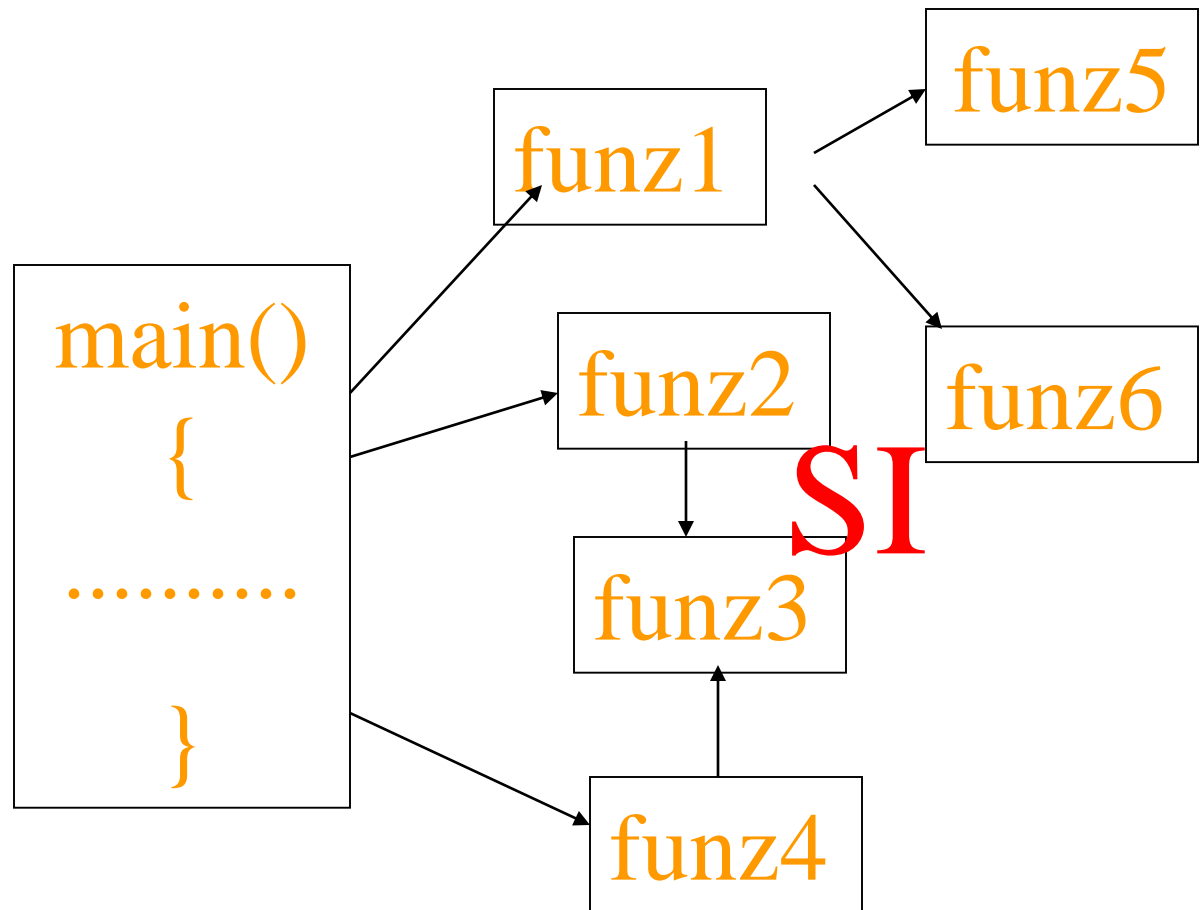 funz5
funz1
main()
funz2
funz6
{
SI
..........
funz3
}
funz4